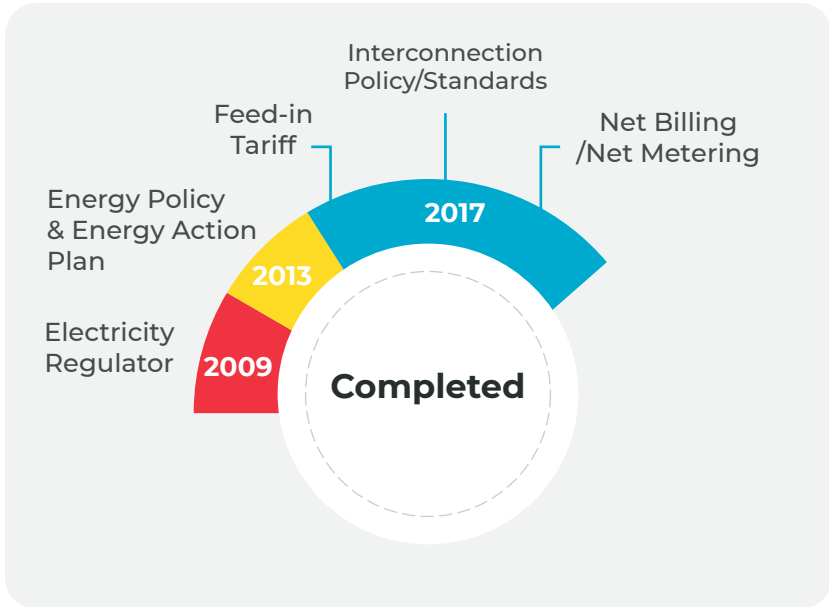 Interconnection
Policy/Standards
Feed-in
Tariff
Net Billing
/Net Metering
Energy Policy
& Energy Action
Plan
2017
2013
Electricity
Regulator
2009
Completed